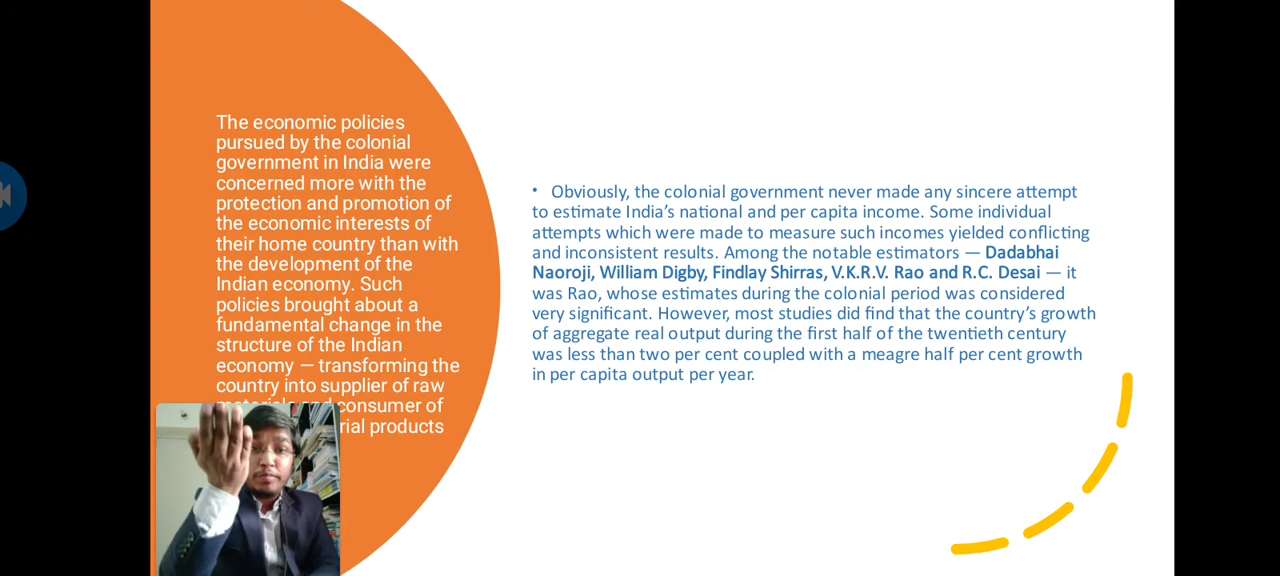 The economic policies
pursued by the colonial
government in India were
concerned more with the
protection and promotion of
the economic interests of
their home country than with
the development of the
Indian economy. Such
policies brought about a
fundamental change in the
structure of the Indian
economy — transforming the
country into supplier of raw
materials and consumer of
rial products
• Obviously, the colonial government never made any sincere attempt
to estimate India’s national and per capita income. Some individual
attempts which were made to measure such incomes yielded conflicting
and inconsistent results. Among the notable estimators — Dadabhai
Naoroji, William Digby, Findlay Shirras, V.K.R.V. Rao and R.C. Desai — it
was Rao, whose estimates during the colonial period was considered
very significant. However, most studies did find that the country’s growth
of aggregate real output during the first half of the twentieth century
was less than two per cent coupled with a meagre half per cent growth
in per capita output per year.